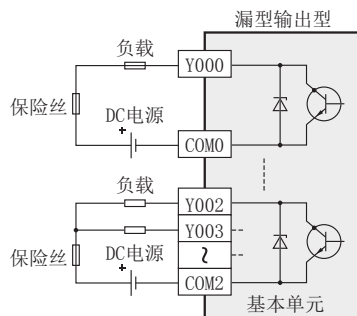 漏型输出型
负载
Y000
保险丝
DC电源
+
COM0
负载
Y002
Y003
DC电源
~
保险丝
+
COM2
基本单元